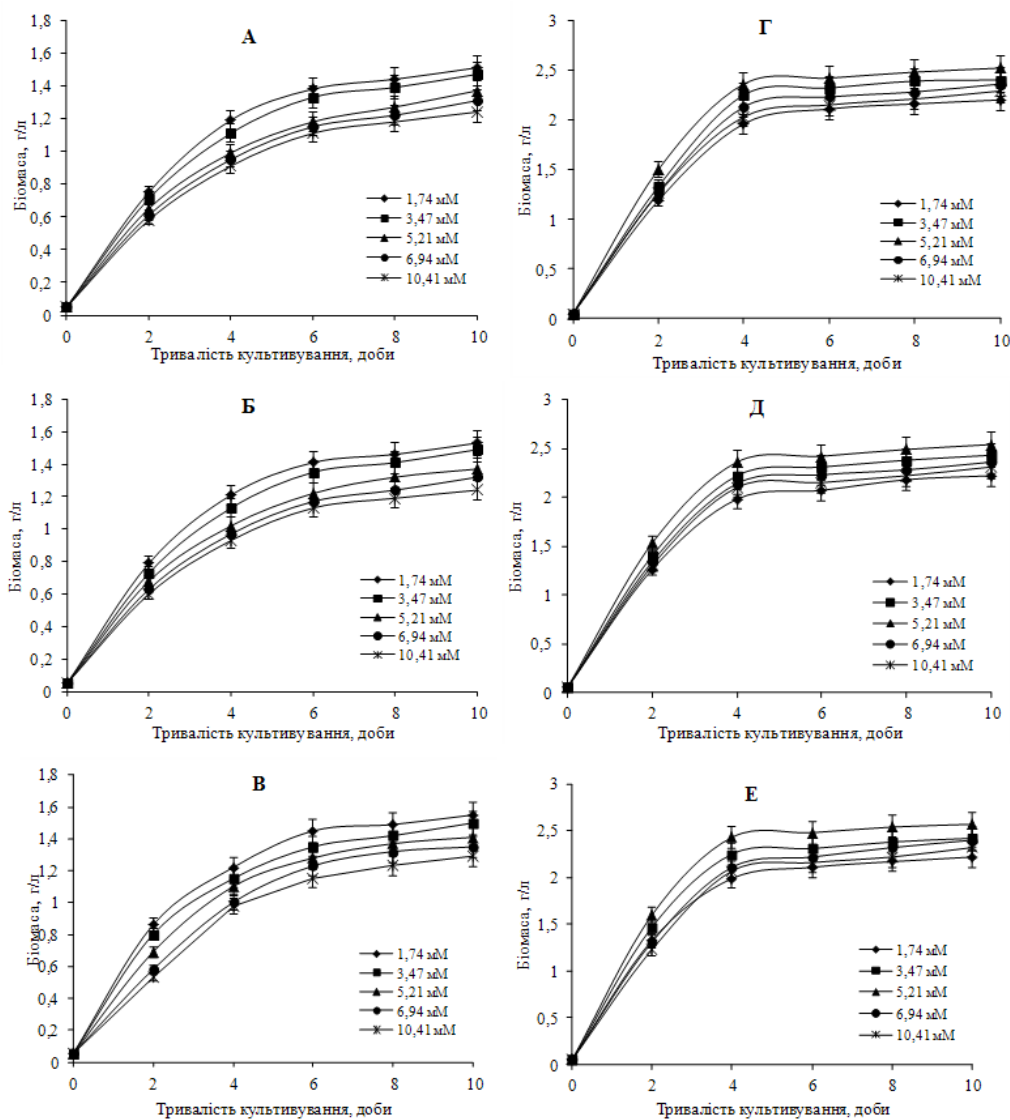 А
Біомаса, г/л
1,8
1,6
1,4
1,2
1
0,8
0,6
0,4
0,2
0
1,74 мМ
3,47 мМ
5,21 мМ
6,94 мМ
10,41 мМ
0 2 4 6 8 10
Тривалість культивування, доби
Г
Біомаса, г/л
3
2,5
2
1,5
1
0,5
0
1,74 мМ
3,47 мМ
5,21 мМ
6,94 мМ
10,41 мМ
0 2 4 6 8 10
Тривалість культивування, доби
Б
Біомаса, г/л
1,8
1,6
1,4
1,2
1
0,8
0,6
0,4
0,2
0
1,74 мМ
3,47 мМ
5,21 мМ
6,94 мМ
10,41 мМ
0 2 4 6 8 10
Тривалість культивування, доби
Д
Біомаса, г/л
3
2,5
2
1,5
1
0,5
0
1,74 мМ
3,47 мМ
5,21 мМ
6,94 мМ
10,41 мМ
0 2 4 6 8 10
Тривалість культивування, доби
В
Біомаса, г/л
1,8
1,6
1,4
1,2
1
0,8
0,6
0,4
0,2
0
1,74 мМ
3,47 мМ
5,21 мМ
6,94 мМ
10,41 мМ
0 2 4 6 8 10
Тривалість культивування, доби
Е
Біомаса, г/л
3
2,5
2
1,5
1
0,5
0
1,74 мМ
3,47 мМ
5,21 мМ
6,94 мМ
10,41 мМ
0 2 4 6 8 10
Тривалість культивування, доби